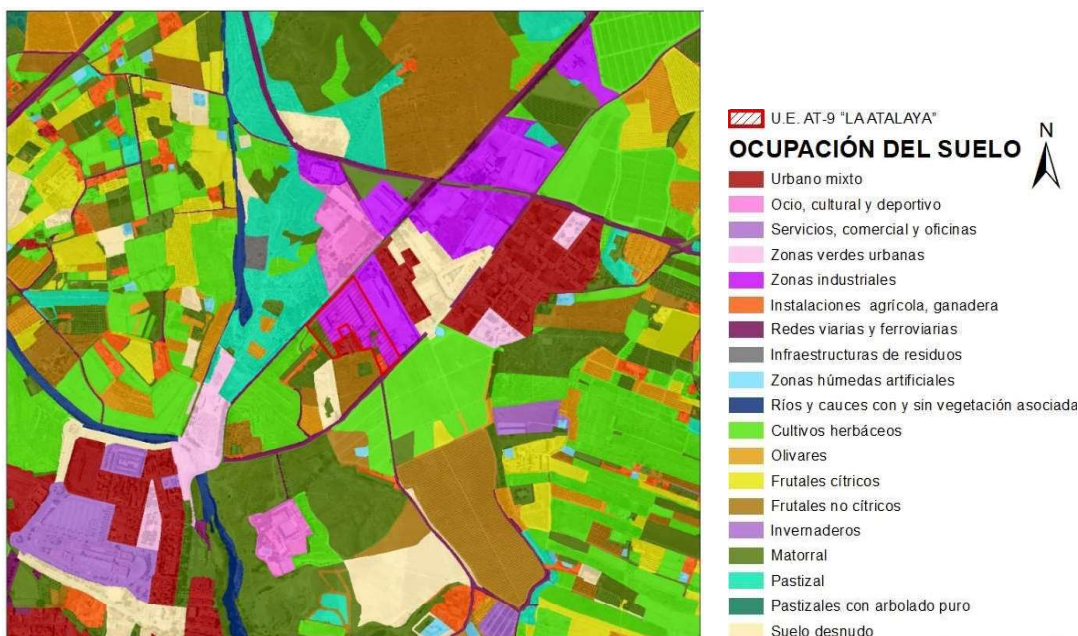 U.E. AT-9 "LA ATALAYA"
N
OCUPACIÓN DEL SUELO
Urbano mixto
Ocio, cultural y deportivo
Servicios, comercial y oficinas
Zonas verdes urbanas
Zonas industriales
Instalaciones agrícola, ganadera
Redes viarias y ferroviarias
Infraestructuras de residuos
Zonas húmedas artificiales
Ríos y cauces con y sin vegetación asociada
Cultivos herbáceos
Olivares
Frutales cítricos
Frutales no cítricos
Invernaderos
Matorral
Pastizal
Pastizales con arbolado puro
Suelo desnudo